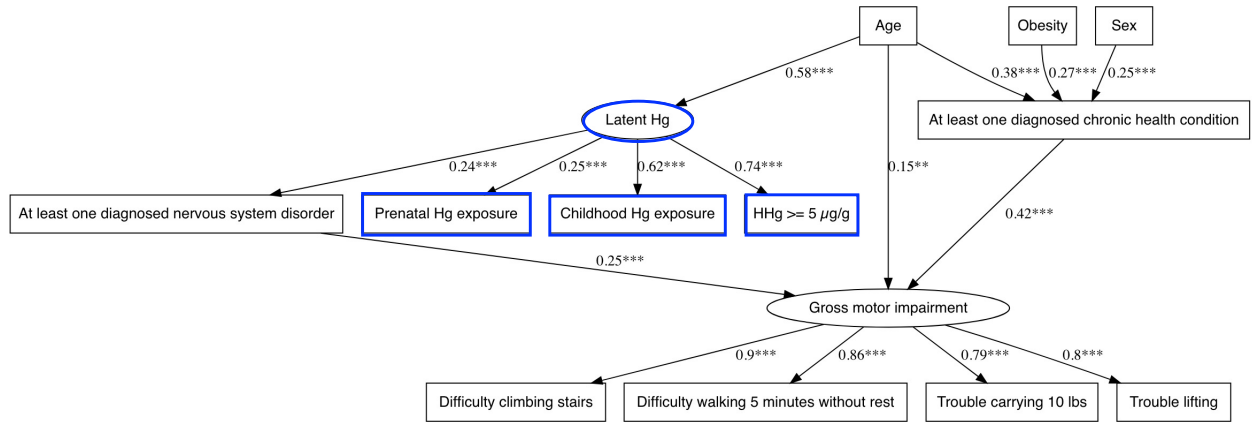 Age
Obesity
Sex
0.58***
0.38***
0.27***
0.25***
Latent Hg
At least one diagnosed chronic health condition
0.24***
0.25***
0.62***
0.74***
0.15**
At least one diagnosed nervous system disorder
Prenatal Hg exposure
Childhood Hg exposure
HHg >= 5 µg/g
0.42***
0.25***
Gross motor impairment
0.9***
0.86***
0.79***
0.8***
Difficulty climbing stairs
Difficulty walking 5 minutes without rest
Trouble carrying 10 lbs
Trouble lifting